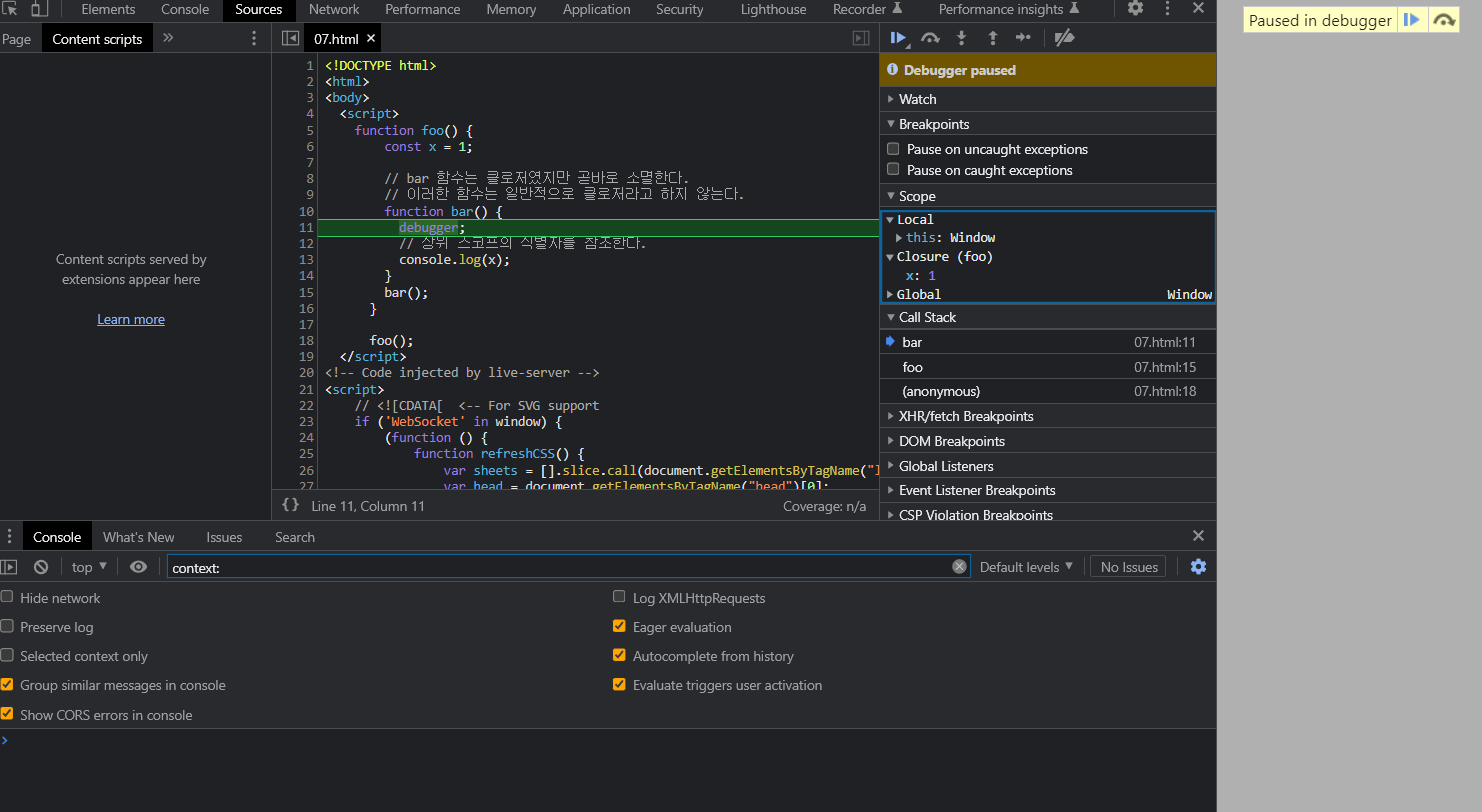 Elements Console Sources Network Performance Memory Application Security Lighthouse Recorder Performance insights
Paused in debugger
Page Content scripts
07.html
Content scripts served by
extensions appear here
Learn more
1 <!DOCTYPE html>
2 <html>
3 <body>
4 <script>
5 function foo() {
6 const x = 1;
7
8 // bar 함수는 클로저였지만 곧바로 소멸한다.
9 // 이러한 함수는 일반적으로 클로저라고 하지 않는다.
10 function bar() {
11 debugger;
12 // 상위 스코프의 식별자를 참조한다.
13 console.log(x);
14 }
15 bar();
16 }
17
18 foo();
19 </script>
20 <!-- Code injected by live-server -->
21 <script>
22 // <![CDATA[ <-- For SVG support
23 if ('WebSocket' in window) {
24 (function () {
25 function refreshCSS() {
26 var sheets = [].slice.call(document.getElementsByTagName("
27 var head = document.getElementsByTagName("head")[0];
{} Line 11, Column 11 Coverage: n/a
Debugger paused
Watch
Breakpoints
Pause on uncaught exceptions
Pause on caught exceptions
Scope
Local
this: Window
Closure (foo)
x: 1
Global Window
Call Stack
bar 07.html:11
foo 07.html:15
(anonymous) 07.html:18
XHR/fetch Breakpoints
DOM Breakpoints
Global Listeners
Event Listener Breakpoints
CSP Violation Breakpoints
Console What's New Issues Search
top context: Default levels No Issues
Hide network Log XMLHttpRequests
Preserve log Eager evaluation
Selected context only Autocomplete from history
Group similar messages in console Evaluate triggers user activation
Show CORS errors in console